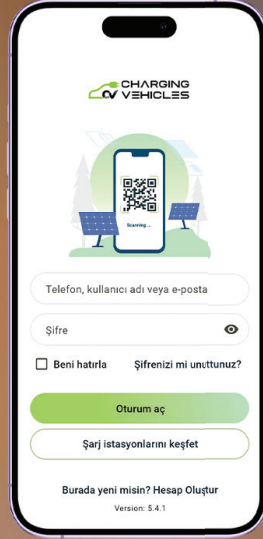 CHARGING
CV VEHICLES
Scanning ...
Telefon, kullanıcı adı veya e-posta
Şifre
Beni hatırla Şifrenizi mi unuttunuz?
Oturum aç
Şarj istasyonlarını keşfet
Burada yeni misin? Hesap Oluştur
Version: 5.4.1